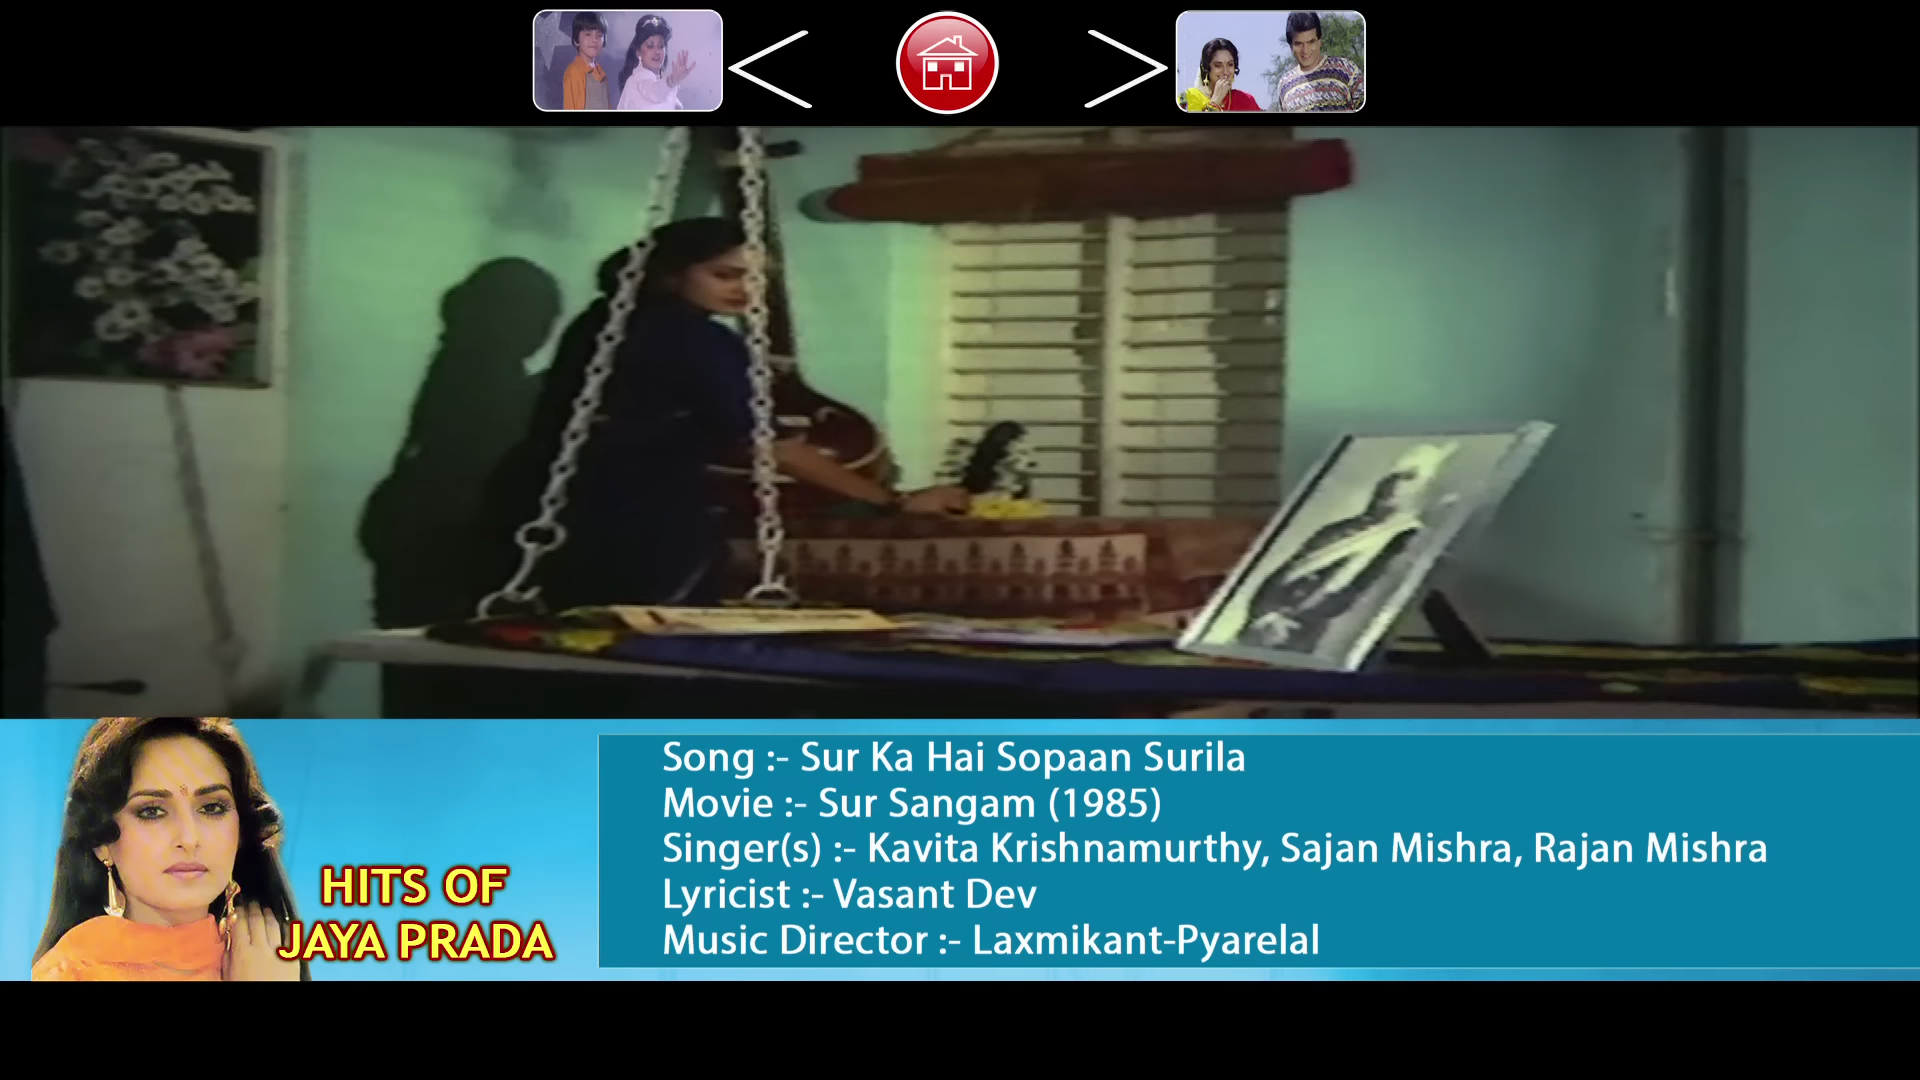 Song :- Sur Ka Hai Sopaan Surila
Movie :- Sur Sangam (1985)
Singer(s) :- Kavita Krishnamurthy, Sajan Mishra, Rajan Mishra
Lyricist :- Vasant Dev
Music Director :- Laxmikant-Pyarelal
HITS OF
JAYA PRADA